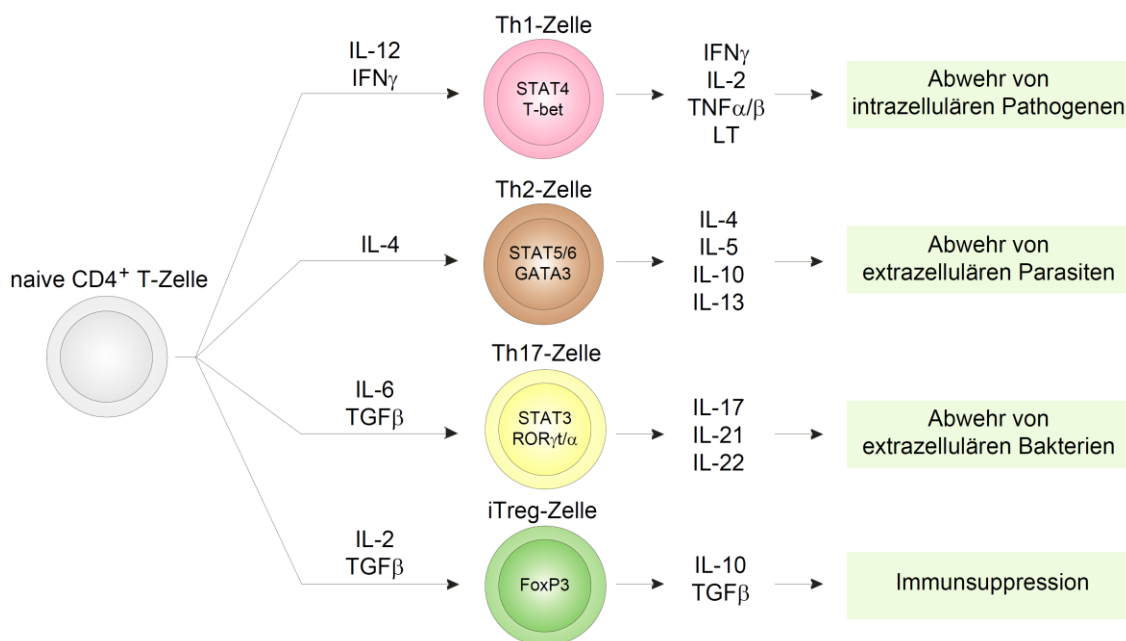 naive CD4⁺ T-Zelle
IL-12
IFNγ
Th1-Zelle
STAT4
T-bet
IFNγ
IL-2
TNFα/β
LT
Abwehr von
intrazellulären Pathogenen
IL-4
Th2-Zelle
STAT5/6
GATA3
IL-4
IL-5
IL-10
IL-13
Abwehr von
extrazellulären Parasiten
IL-6
TGFβ
Th17-Zelle
STAT3
RORγt/α
IL-17
IL-21
IL-22
Abwehr von
extrazellulären Bakterien
IL-2
TGFβ
iTreg-Zelle
FoxP3
IL-10
TGFβ
Immunsuppression